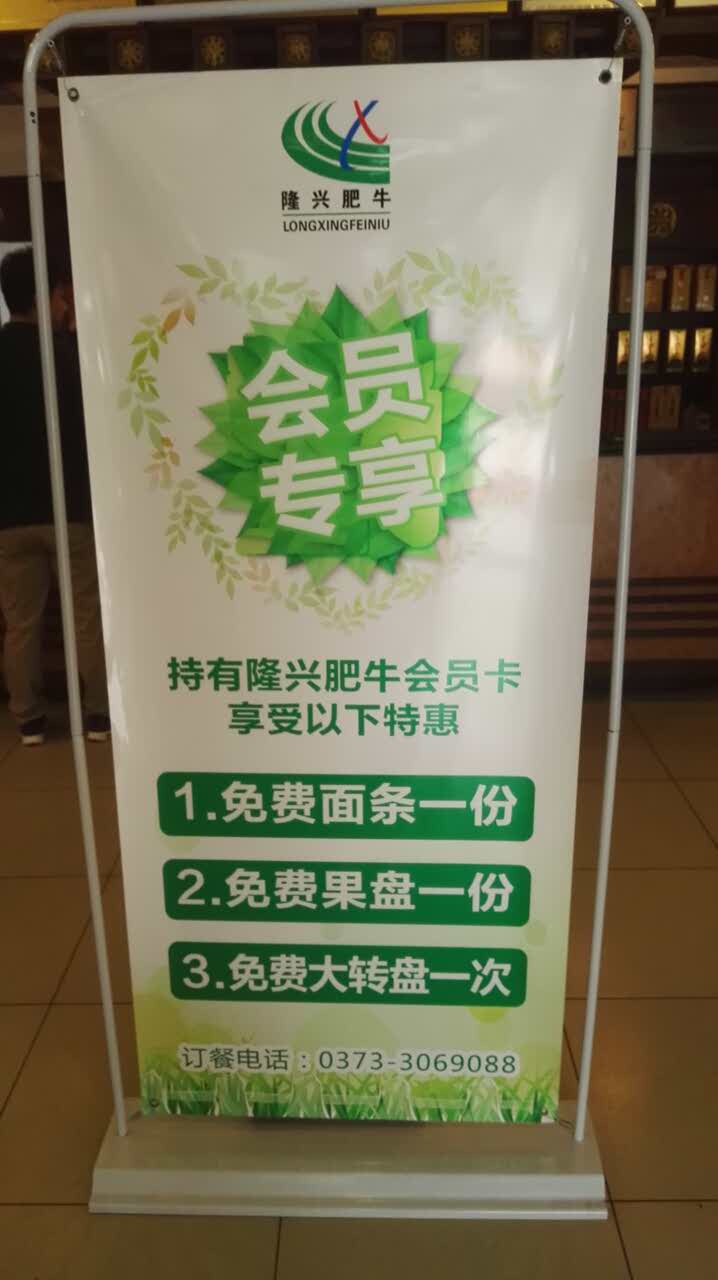 隆兴肥牛
LONGXINGFEINIU
会员
专享
持有隆兴肥牛会员卡
享受以下特惠
1.免费面条一份
2.免费果盘一份
3.免费大转盘一次
订餐电话：0373-3069088